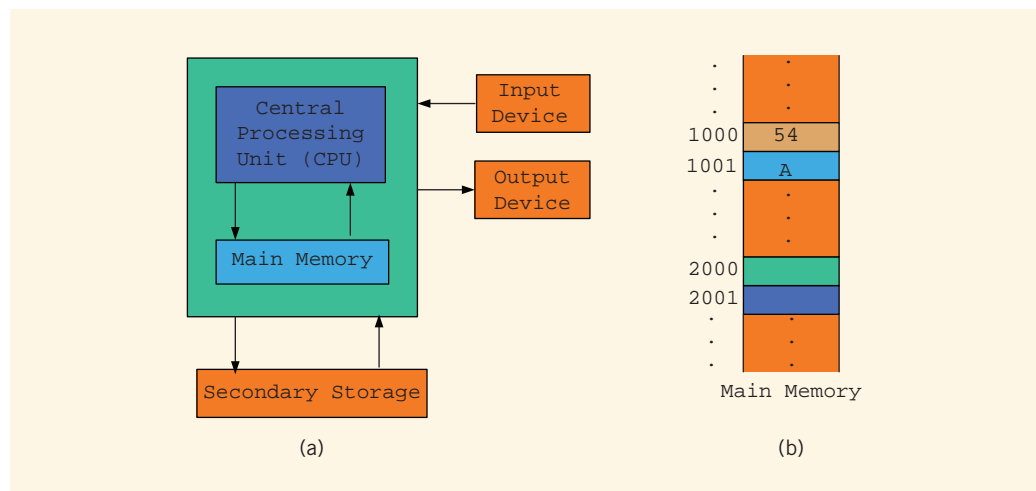 Central
Processing
Unit (CPU)
Main Memory
Input
Device
Output
Device
Secondary Storage
(a)
1000 54
1001 A
2000
2001
Main Memory
(b)